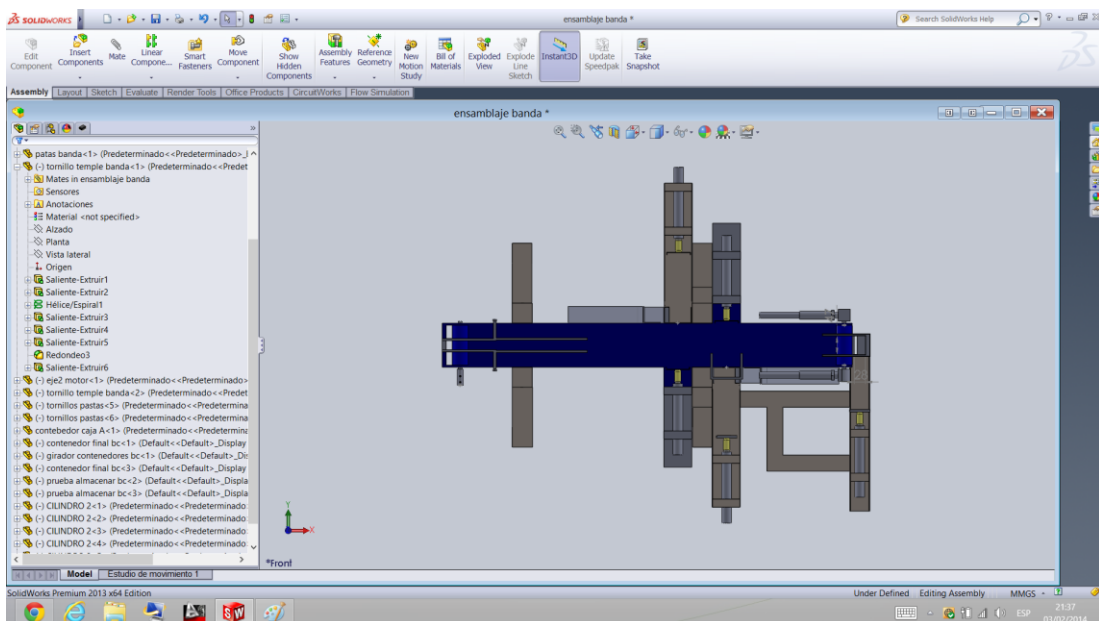 SOLIDWORKS
ensamblaje banda *
Search SolidWorks Help
Edit Component
Insert Components
Mate
Linear Compone...
Smart Fasteners
Move Component
Show Hidden Components
Assembly Features
Reference Geometry
New Motion Study
Bill of Materials
Exploded View
Explode Line Sketch
Instant3D
Update Speedpak
Take Snapshot
Assembly Layout Sketch Evaluate Render Tools Office Products CircuitWorks Flow Simulation
ensamblaje banda *
patas banda<1> (Predeterminado<<Predeterminado>_
(-) tornillo temple banda<1> (Predeterminado<<Predet
Mates in ensamblaje banda
Sensores
Anotaciones
Material <not specified>
Alzado
Planta
Vista lateral
Origen
Saliente-Extruir1
Saliente-Extruir2
Hélice/Espiral1
Saliente-Extruir3
Saliente-Extruir4
Saliente-Extruir5
Redondeo3
Saliente-Extruir6
(-) eje2 motor<1> (Predeterminado<<Predeterminado>
(-) tornillo temple banda<2> (Predeterminado<<Predet
(-) tornillos pastas<5> (Predeterminado<<Predetermina
(-) tornillos pastas<6> (Predeterminado<<Predetermina
contebedor caja A<1> (Predeterminado<<Predetermina
(-) contenedor final bc<1> (Default<<Default>_Display
(-) girador contenedores bc<1> (Default<<Default>_Dis
(-) contenedor final bc<3> (Default<<Default>_Display
(-) prueba almacenar bc<2> (Default<<Default>_Displa
(-) prueba almacenar bc<3> (Default<<Default>_Displa
(-) CILINDRO 2<1> (Predeterminado<<Predeterminado
(-) CILINDRO 2<2> (Predeterminado<<Predeterminado
(-) CILINDRO 2<3> (Predeterminado<<Predeterminado
(-) CILINDRO 2<4> (Predeterminado<<Predeterminado
Y
X
*Front
Model Estudio de movimiento 1
SolidWorks Premium 2013 x64 Edition
Under Defined Editing Assembly MMGS
ESP
21:37
03/02/2014